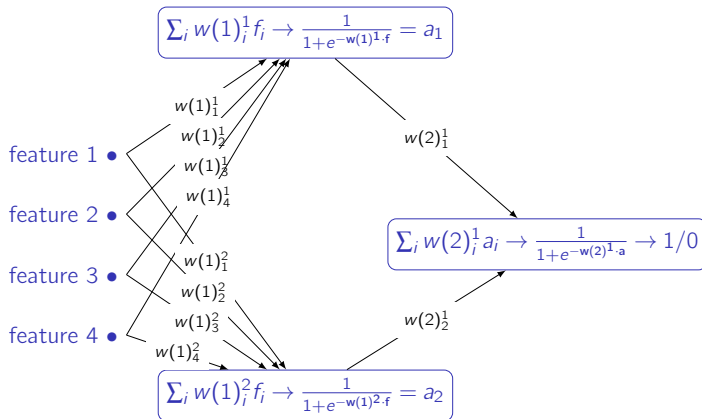 ∑ᵢ w(1)¹ᵢ fᵢ → 1 / (1+e^(−w(1)¹·f)) = a₁
w(1)¹₁
w(1)¹₂
w(1)¹₃
w(1)¹₄
w(2)¹₁
feature 1
feature 2
feature 3
feature 4
∑ᵢ w(2)¹ᵢ aᵢ → 1 / (1+e^(−w(2)¹·a)) → 1/0
w(1)²₁
w(1)²₂
w(1)²₃
w(1)²₄
w(2)¹₂
∑ᵢ w(1)²ᵢ fᵢ → 1 / (1+e^(−w(1)²·f)) = a₂